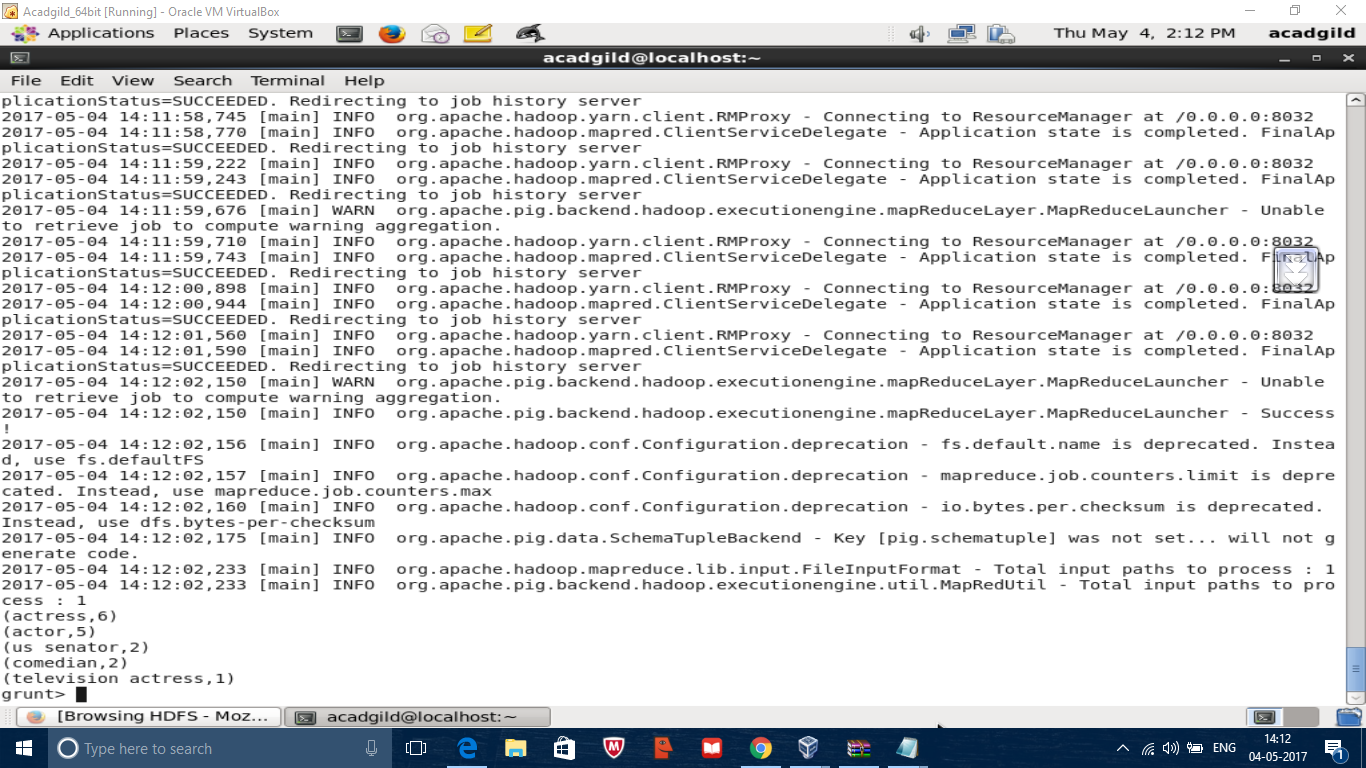 Acadgild_64bit [Running] - Oracle VM VirtualBox
Applications Places System Thu May 4, 2:12 PM acadgild
acadgild@localhost:~
File Edit View Search Terminal Help
plicationStatus=SUCCEEDED. Redirecting to job history server
2017-05-04 14:11:58,745 [main] INFO  org.apache.hadoop.yarn.client.RMProxy - Connecting to ResourceManager at /0.0.0.0:8032
2017-05-04 14:11:58,770 [main] INFO  org.apache.hadoop.mapred.ClientServiceDelegate - Application state is completed. FinalAp
plicationStatus=SUCCEEDED. Redirecting to job history server
2017-05-04 14:11:59,222 [main] INFO  org.apache.hadoop.yarn.client.RMProxy - Connecting to ResourceManager at /0.0.0.0:8032
2017-05-04 14:11:59,243 [main] INFO  org.apache.hadoop.mapred.ClientServiceDelegate - Application state is completed. FinalAp
plicationStatus=SUCCEEDED. Redirecting to job history server
2017-05-04 14:11:59,676 [main] WARN  org.apache.pig.backend.hadoop.executionengine.mapReduceLayer.MapReduceLauncher - Unable
to retrieve job to compute warning aggregation.
2017-05-04 14:11:59,710 [main] INFO  org.apache.hadoop.yarn.client.RMProxy - Connecting to ResourceManager at /0.0.0.0:8032
2017-05-04 14:11:59,743 [main] INFO  org.apache.hadoop.mapred.ClientServiceDelegate - Application state is completed. FinalAp
plicationStatus=SUCCEEDED. Redirecting to job history server
2017-05-04 14:12:00,898 [main] INFO  org.apache.hadoop.yarn.client.RMProxy - Connecting to ResourceManager at /0.0.0.0:8032
2017-05-04 14:12:00,944 [main] INFO  org.apache.hadoop.mapred.ClientServiceDelegate - Application state is completed. FinalAp
plicationStatus=SUCCEEDED. Redirecting to job history server
2017-05-04 14:12:01,560 [main] INFO  org.apache.hadoop.yarn.client.RMProxy - Connecting to ResourceManager at /0.0.0.0:8032
2017-05-04 14:12:01,590 [main] INFO  org.apache.hadoop.mapred.ClientServiceDelegate - Application state is completed. FinalAp
plicationStatus=SUCCEEDED. Redirecting to job history server
2017-05-04 14:12:02,150 [main] WARN  org.apache.pig.backend.hadoop.executionengine.mapReduceLayer.MapReduceLauncher - Unable
to retrieve job to compute warning aggregation.
2017-05-04 14:12:02,150 [main] INFO  org.apache.pig.backend.hadoop.executionengine.mapReduceLayer.MapReduceLauncher - Success
!
2017-05-04 14:12:02,156 [main] INFO  org.apache.hadoop.conf.Configuration.deprecation - fs.default.name is deprecated. Instea
d, use fs.defaultFS
2017-05-04 14:12:02,157 [main] INFO  org.apache.hadoop.conf.Configuration.deprecation - mapreduce.job.counters.limit is depre
cated. Instead, use mapreduce.job.counters.max
2017-05-04 14:12:02,160 [main] INFO  org.apache.hadoop.conf.Configuration.deprecation - io.bytes.per.checksum is deprecated.
Instead, use dfs.bytes-per-checksum
2017-05-04 14:12:02,175 [main] INFO  org.apache.pig.data.SchemaTupleBackend - Key [pig.schematuple] was not set... will not g
enerate code.
2017-05-04 14:12:02,233 [main] INFO  org.apache.hadoop.mapreduce.lib.input.FileInputFormat - Total input paths to process : 1
2017-05-04 14:12:02,233 [main] INFO  org.apache.pig.backend.hadoop.executionengine.util.MapRedUtil - Total input paths to pro
cess : 1
(actress,6)
(actor,5)
(us senator,2)
(comedian,2)
(television actress,1)
grunt>
[Browsing HDFS - Moz... acadgild@localhost:~
Type here to search ENG 14:12
04-05-2017 1